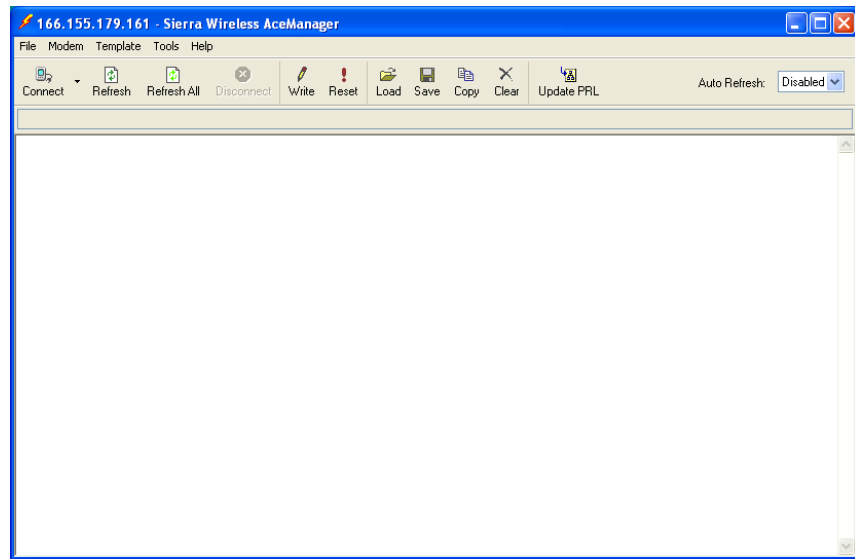 166.155.179.161 - Sierra Wireless AceManager
File Modem Template Tools Help
Connect Refresh Refresh All Disconnect Write Reset Load Save Copy Clear Update PRL Auto Refresh: Disabled